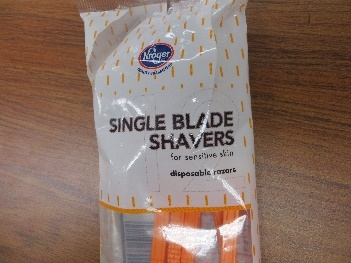 Kroger
SINGLE BLADE
SHAVERS
for sensitive skin
disposable razors